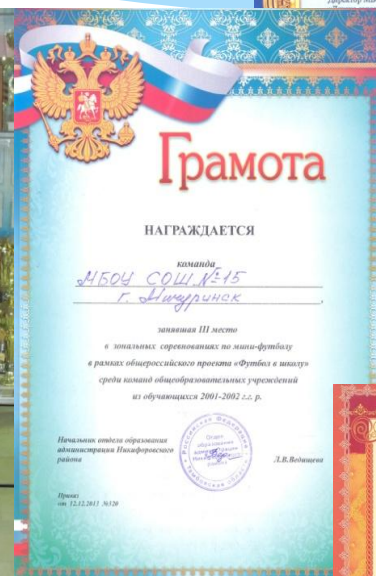 Грамота
НАГРАЖДАЕТСЯ
команда
МБОУ СОШ №15
г. Мичуринск,
занявшая III место
в зональных соревнованиях по мини-футболу
в рамках общероссийского проекта «Футбол в школу»
среди команд общеобразовательных учреждений
из обучающихся 2001-2002 г.г. р.
Начальник отдела образования
администрации Никифоровского
района
Л.В.Ведищева
Приказ
от 12.12.2013 №320